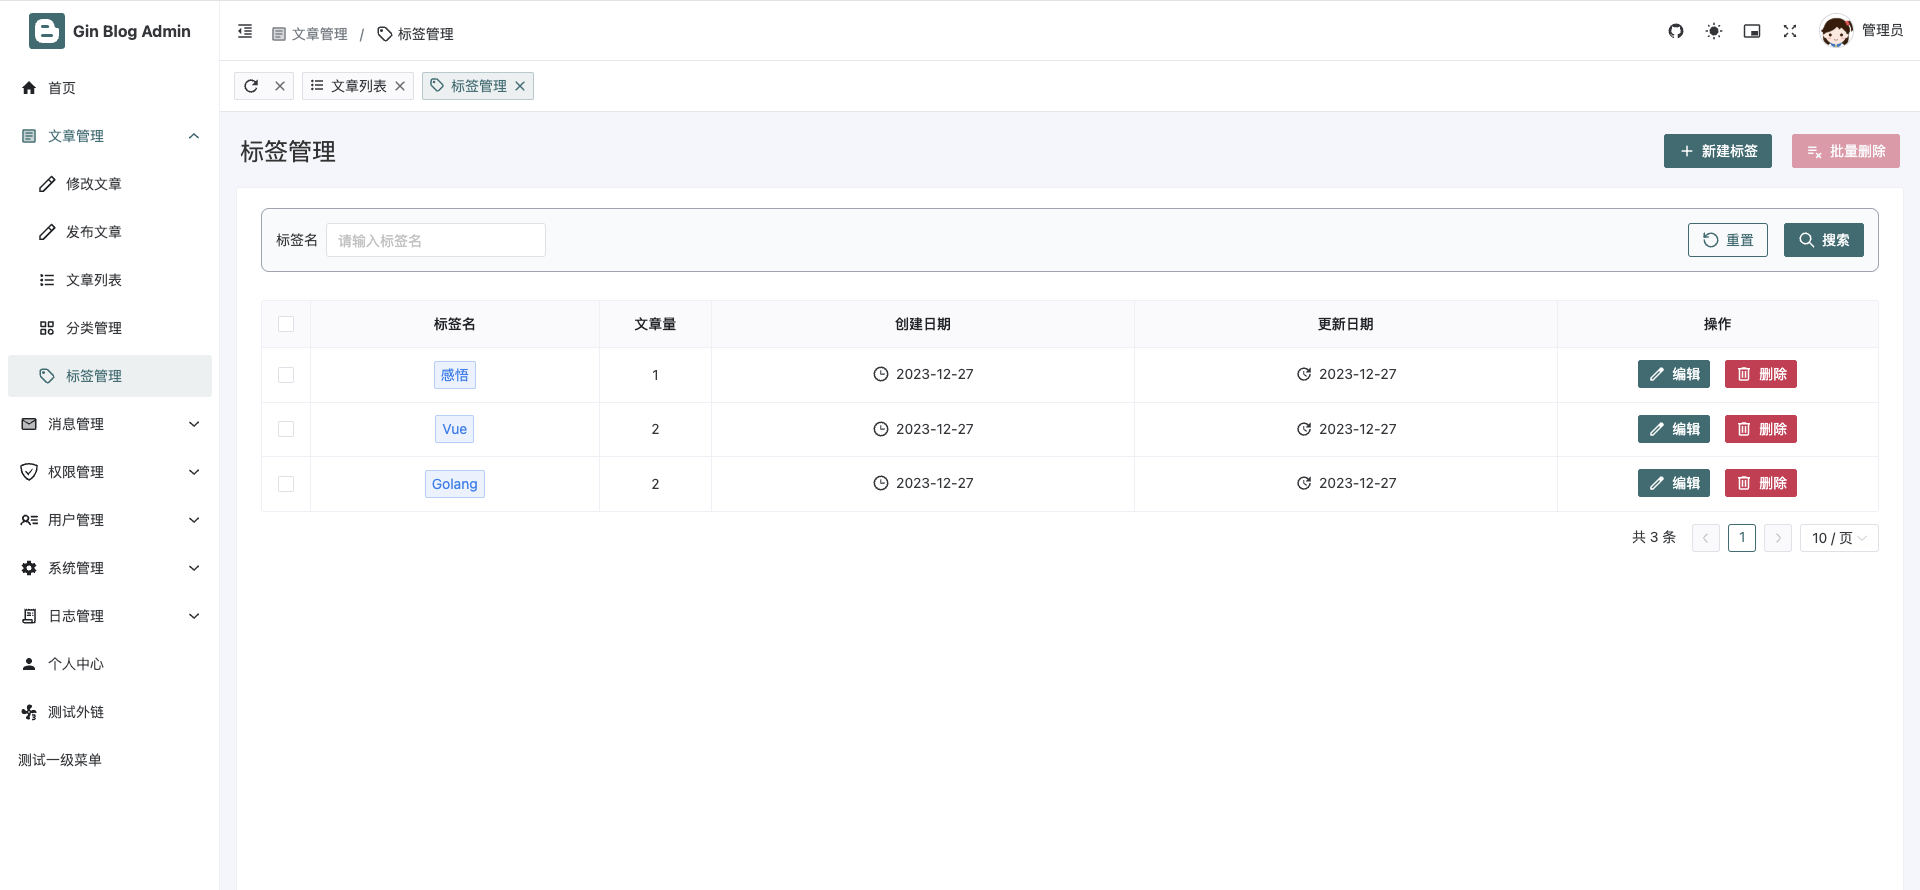 Gin Blog Admin
首页
文章管理
修改文章
发布文章
文章列表
分类管理
标签管理
消息管理
权限管理
用户管理
系统管理
日志管理
个人中心
测试外链
测试一级菜单
文章管理 / 标签管理
管理员
文章列表 标签管理
标签管理
新建标签 批量删除
标签名 请输入标签名 重置 搜索
标签名 文章量 创建日期 更新日期 操作
感悟 1 2023-12-27 2023-12-27 编辑 删除
Vue 2 2023-12-27 2023-12-27 编辑 删除
Golang 2 2023-12-27 2023-12-27 编辑 删除
共 3 条 1 10 / 页